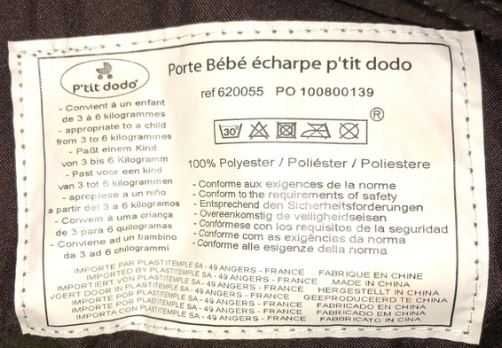 P'tit dodo
Porte Bébé écharpe p'tit dodo
ref 620055 PO 100800139
®
30°
100% Polyester / Poliéster / Poliestere
- Convient à un enfant
de 3 à 6 kilogrammes
- appropriate to a child
from 3 to 6 kilogrammes
- Paßt einem Kind
von 3 bis 6 Kilogramm
- Past voor een kind
van 3 tot 6 kilogrammen
- apropiese a un niño
a partir del 3 a 6 kilogramos
- Convém a uma criança
de 3 para 6 quilogramas
- Conviene ad un bambino
da 3 ad 6 chilogrammi
- Conforme aux exigences de la norme
- Conform to the requirements of safety
- Entsprechend den Sicherheitsforderungen
- Overeenkomstig de veiligheidseisen
- Confórmese con los requisitos de la seguridad
- Conforme com as exigências da norma
- Conforme alle esigenze della norma
IMPORTE PAR PLASTITEMPLE SA - 49 ANGERS - FRANCE FABRIQUE EN CHINE
IMPORTED BY PLASTITEMPLE SA - 49 ANGERS - FRANCE MADE IN CHINA
IMPORTIERT VON PLASTITEMPLE SA - 49 ANGERS - FRANCE HERGESTELLT IN CHINA
VOERT DOOR IN PLASTITEMPLE SA - 49 ANGERS - FRANCE GEPRODUCEERD TE CHINA
IMPORTE POR PLASTITEMPLE SA - 49 ANGERS - FRANCE FABRICADO EN CHINA
IMPORTE POR PLASTITEMPLE SA - 49 ANGERS - FRANCE FABRICADO EM CHINA
IMPORTA CON PLASTITEMPLE SA - 49 ANGERS - FRANCE FABBRICATO IN CINA